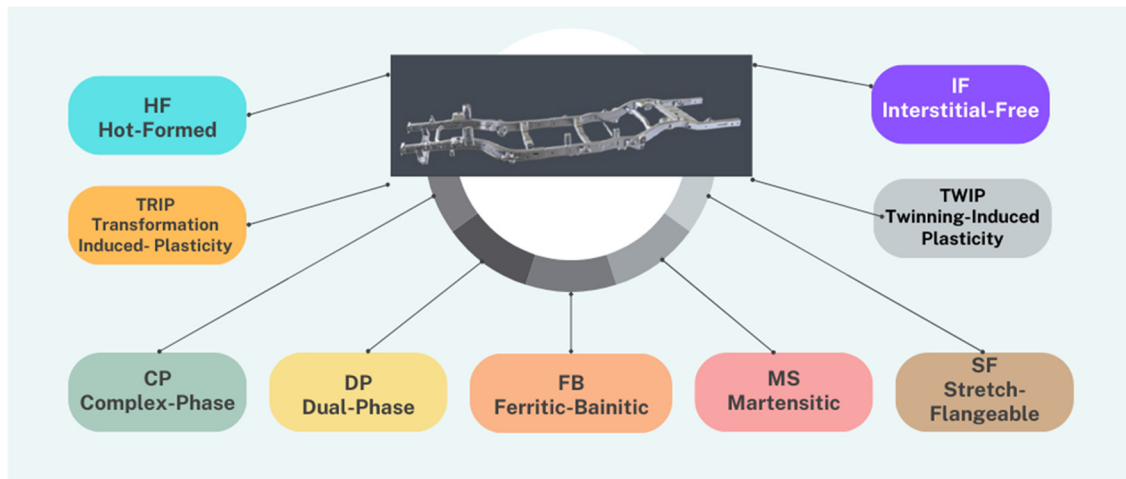 HF
Hot-Formed
IF
Interstitial-Free
TRIP
Transformation
Induced- Plasticity
TWIP
Twinning-Induced
Plasticity
CP
Complex-Phase
DP
Dual-Phase
FB
Ferritic-Bainitic
MS
Martensitic
SF
Stretch-
Flangeable